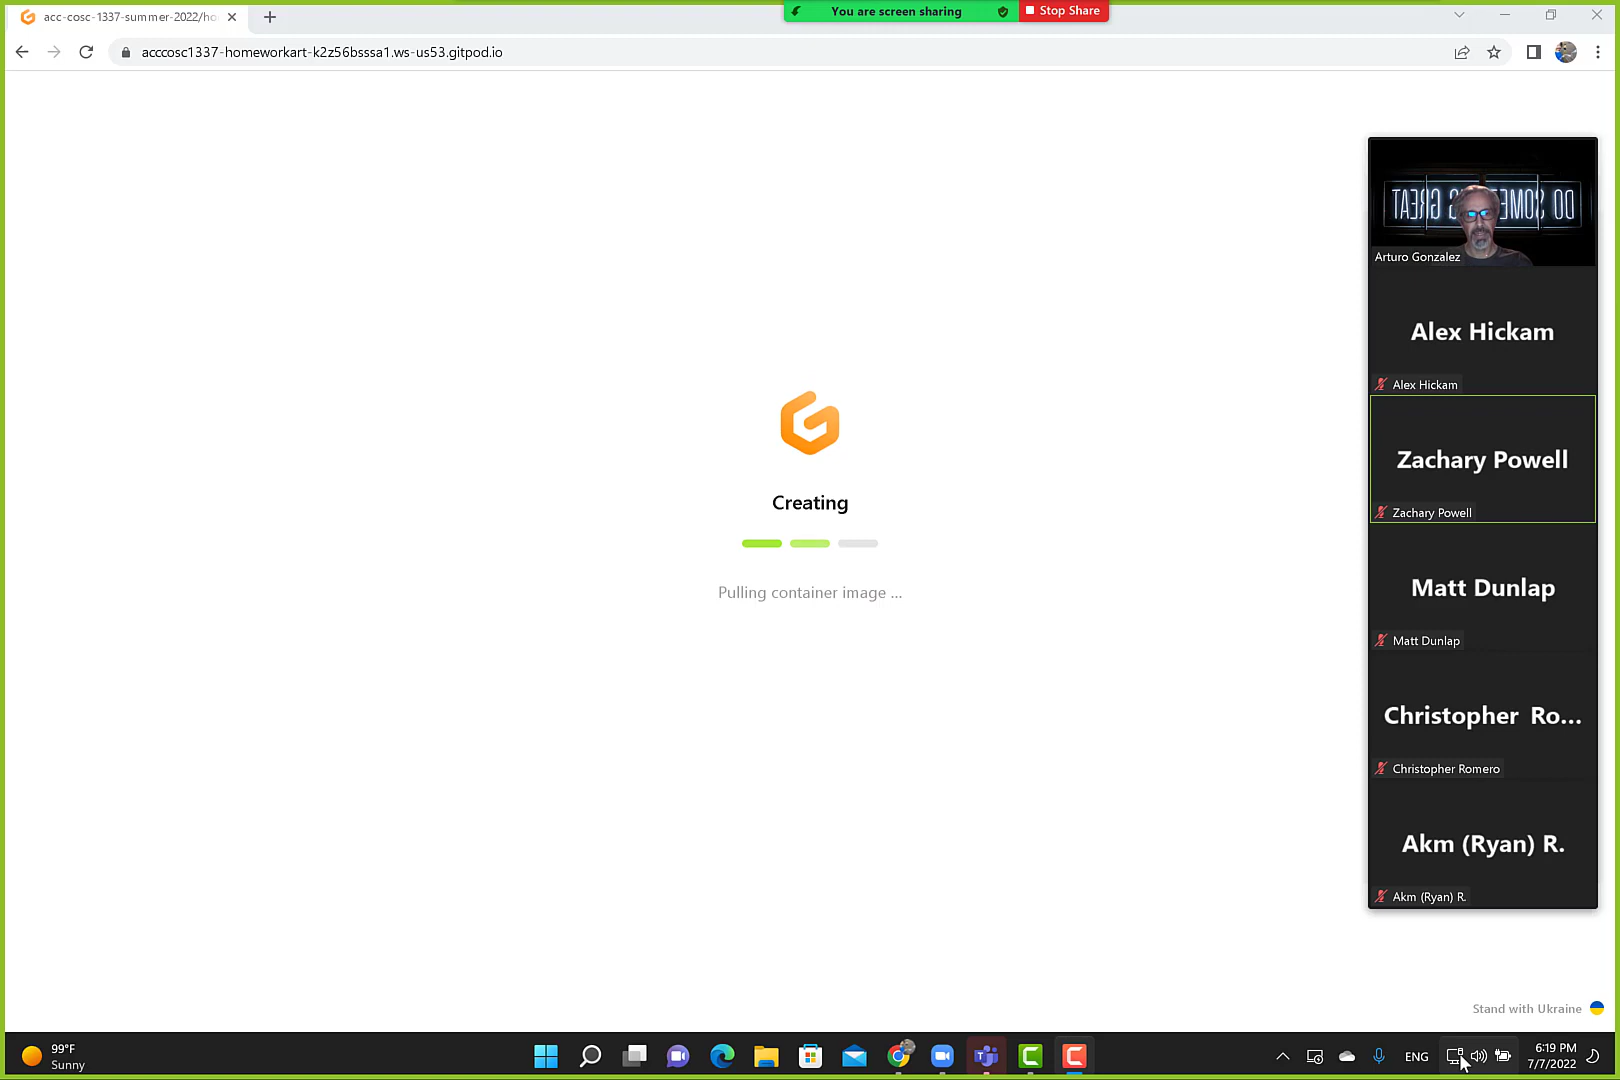 acc-cosc-1337-summer-2022/ho
You are screen sharing
Stop Share
acccosc1337-homeworkart-k2z56bsssa1.ws-us53.gitpod.io
DO SOMETHING GREAT
Arturo Gonzalez
Alex Hickam
Alex Hickam
Zachary Powell
Zachary Powell
Matt Dunlap
Matt Dunlap
Christopher Ro...
Christopher Romero
Akm (Ryan) R.
Akm (Ryan) R.
Creating
Pulling container image ...
Stand with Ukraine
99°F
Sunny
ENG
6:19 PM
7/7/2022